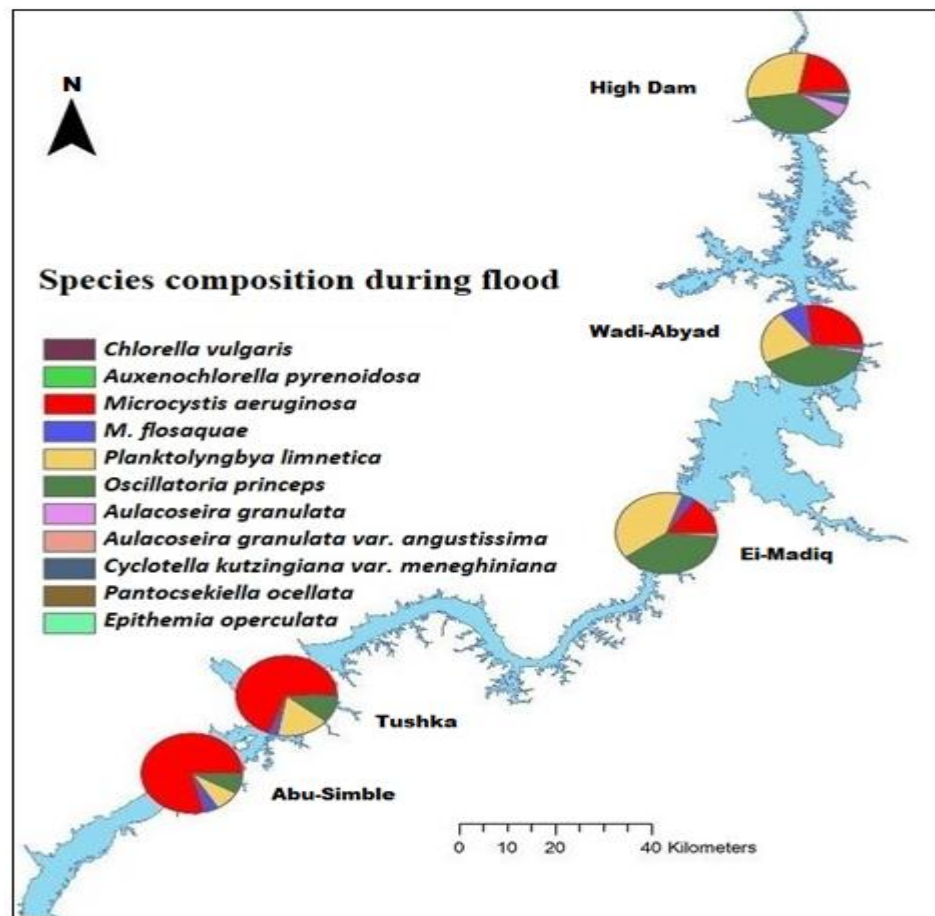 N
High Dam
Species composition during flood
Wadi-Abyad
Chlorella vulgaris
Auxenochlorella pyrenoidosa
Microcystis aeruginosa
M. flosaquae
Planktolyngbya limnetica
Oscillatoria princeps
Aulacoseira granulata
Aulacoseira granulata var. angustissima
Cyclotella kutzingiana var. meneghiniana
Pantocsekiella ocellata
Epithemia operculata
Ei-Madiq
Tushka
Abu-Simble
0 10 20 40 Kilometers